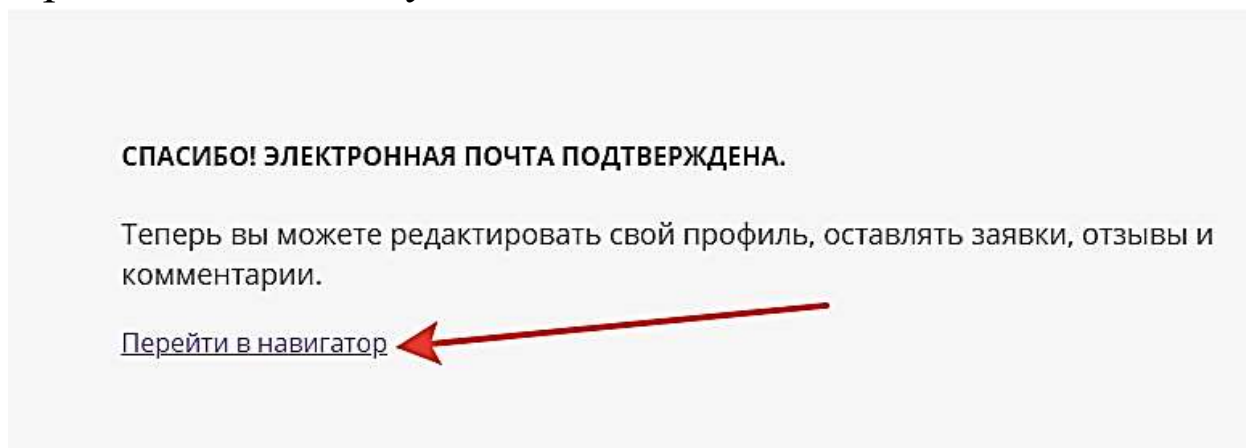 СПАСИБО! ЭЛЕКТРОННАЯ ПОЧТА ПОДТВЕРЖДЕНА.
Теперь вы можете редактировать свой профиль, оставлять заявки, отзывы и
комментарии.
Перейти в навигатор